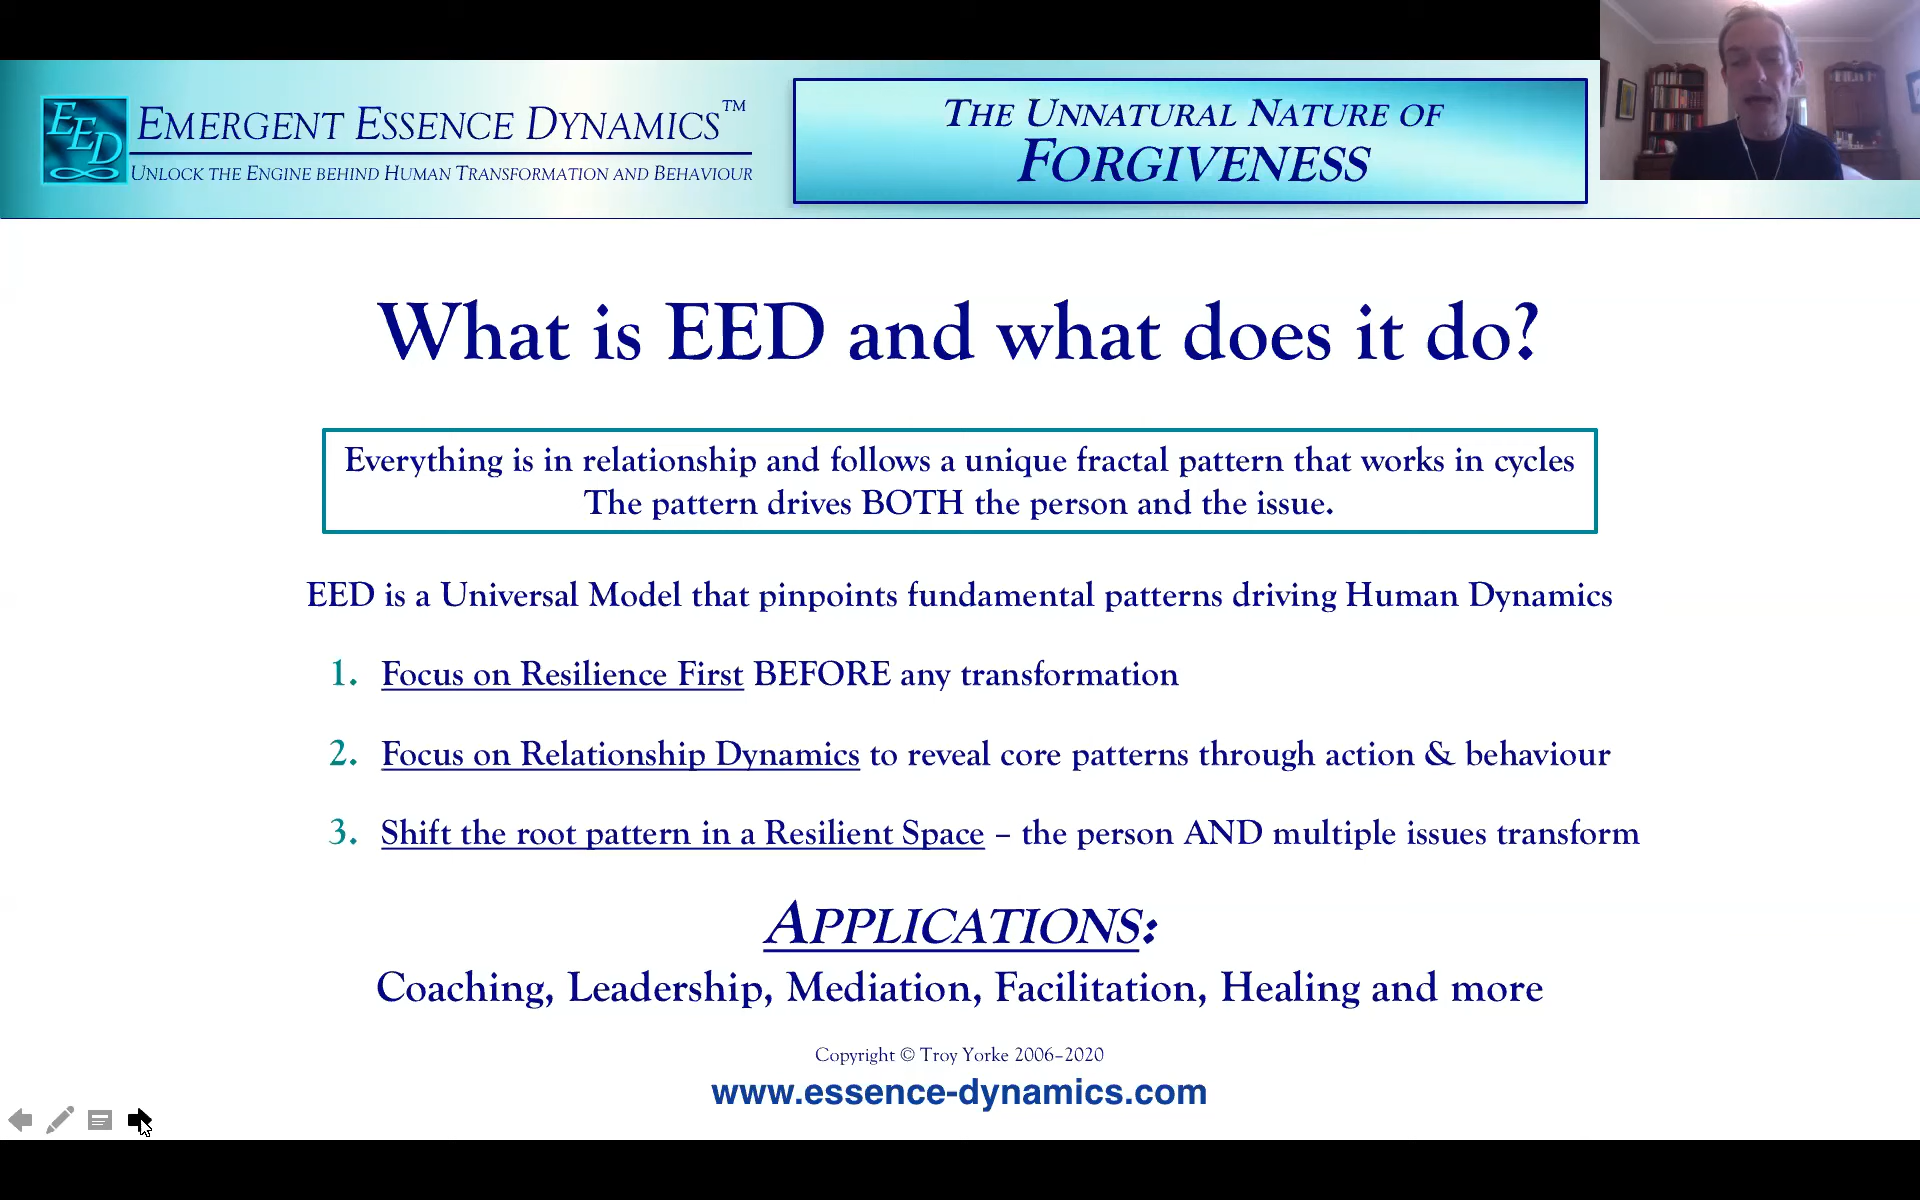 EED
EMERGENT ESSENCE DYNAMICS™
UNLOCK THE ENGINE BEHIND HUMAN TRANSFORMATION AND BEHAVIOUR
THE UNNATURAL NATURE OF
FORGIVENESS
What is EED and what does it do?
Everything is in relationship and follows a unique fractal pattern that works in cycles
The pattern drives BOTH the person and the issue.
EED is a Universal Model that pinpoints fundamental patterns driving Human Dynamics
1. Focus on Resilience First BEFORE any transformation
2. Focus on Relationship Dynamics to reveal core patterns through action & behaviour
3. Shift the root pattern in a Resilient Space – the person AND multiple issues transform
APPLICATIONS:
Coaching, Leadership, Mediation, Facilitation, Healing and more
Copyright © Troy Yorke 2006–2020
www.essence-dynamics.com